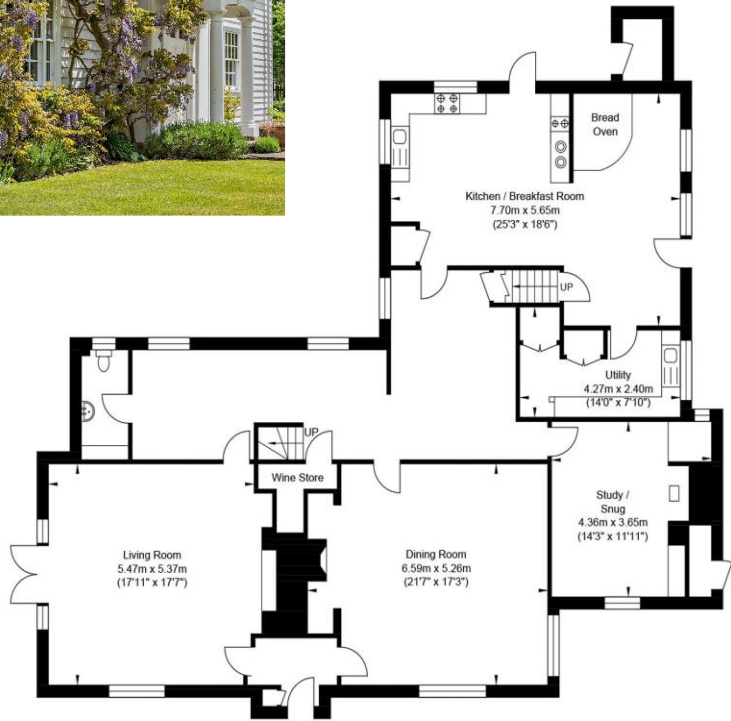 Bread
Oven
Kitchen / Breakfast Room
7.70m x 5.65m
(25'3" x 18'6")
UP
Utility
4.27m x 2.40m
(14'0" x 7'10")
UP
Wine Store
Study /
Snug
4.36m x 3.65m
(14'3" x 11'11")
Living Room
5.47m x 5.37m
(17'11" x 17'7")
Dining Room
6.59m x 5.26m
(21'7" x 17'3")